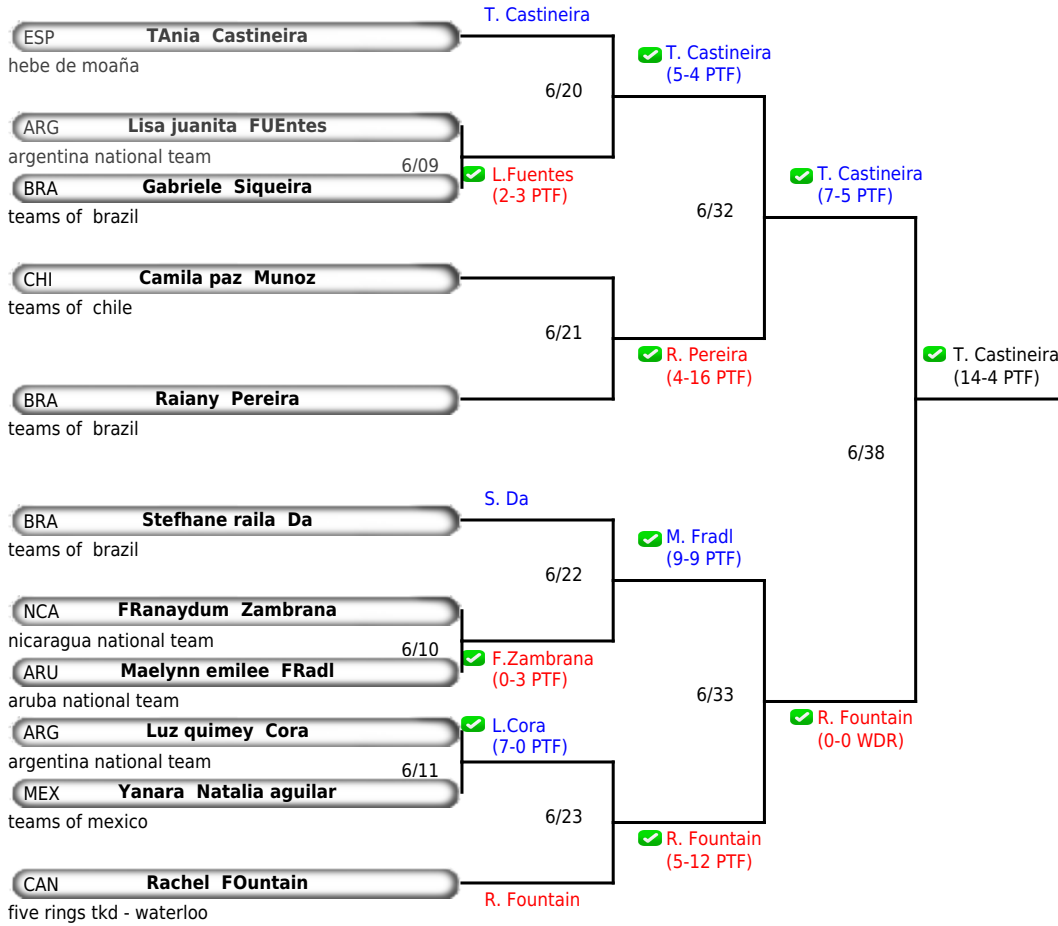 T. Castineira
ESP TAnia Castineira
hebe de moaña
T. Castineira
(5-4 PTF)
6/20
ARG Lisa juanita FUEntes
argentina national team
6/09
L.Fuentes
(2-3 PTF)
BRA Gabriele Siqueira
teams of brazil
T. Castineira
(7-5 PTF)
6/32
CHI Camila paz Munoz
teams of chile
6/21
R. Pereira
(4-16 PTF)
T. Castineira
(14-4 PTF)
BRA Raiany Pereira
teams of brazil
6/38
S. Da
BRA Stefhane raila Da
teams of brazil
M. Fradl
(9-9 PTF)
6/22
NCA FRanaydum Zambrana
nicaragua national team
6/10
F.Zambrana
(0-3 PTF)
ARU Maelynn emilee FRadl
aruba national team
6/33
R. Fountain
(0-0 WDR)
ARG Luz quimey Cora
argentina national team
L.Cora
(7-0 PTF)
6/11
MEX Yanara Natalia aguilar
teams of mexico
6/23
R. Fountain
(5-12 PTF)
CAN Rachel FOuntain
five rings tkd - waterloo
R. Fountain